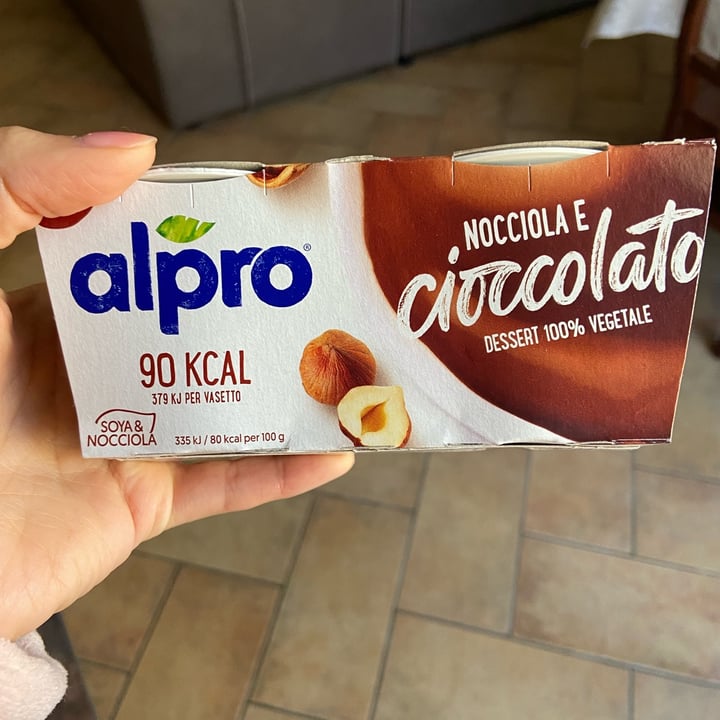 alpro®
90 KCAL
379 KJ PER VASETTO
SOYA &
NOCCIOLA
335 kJ / 80 kcal per 100 g
NOCCIOLA E
cioccolato
DESSERT 100% VEGETALE